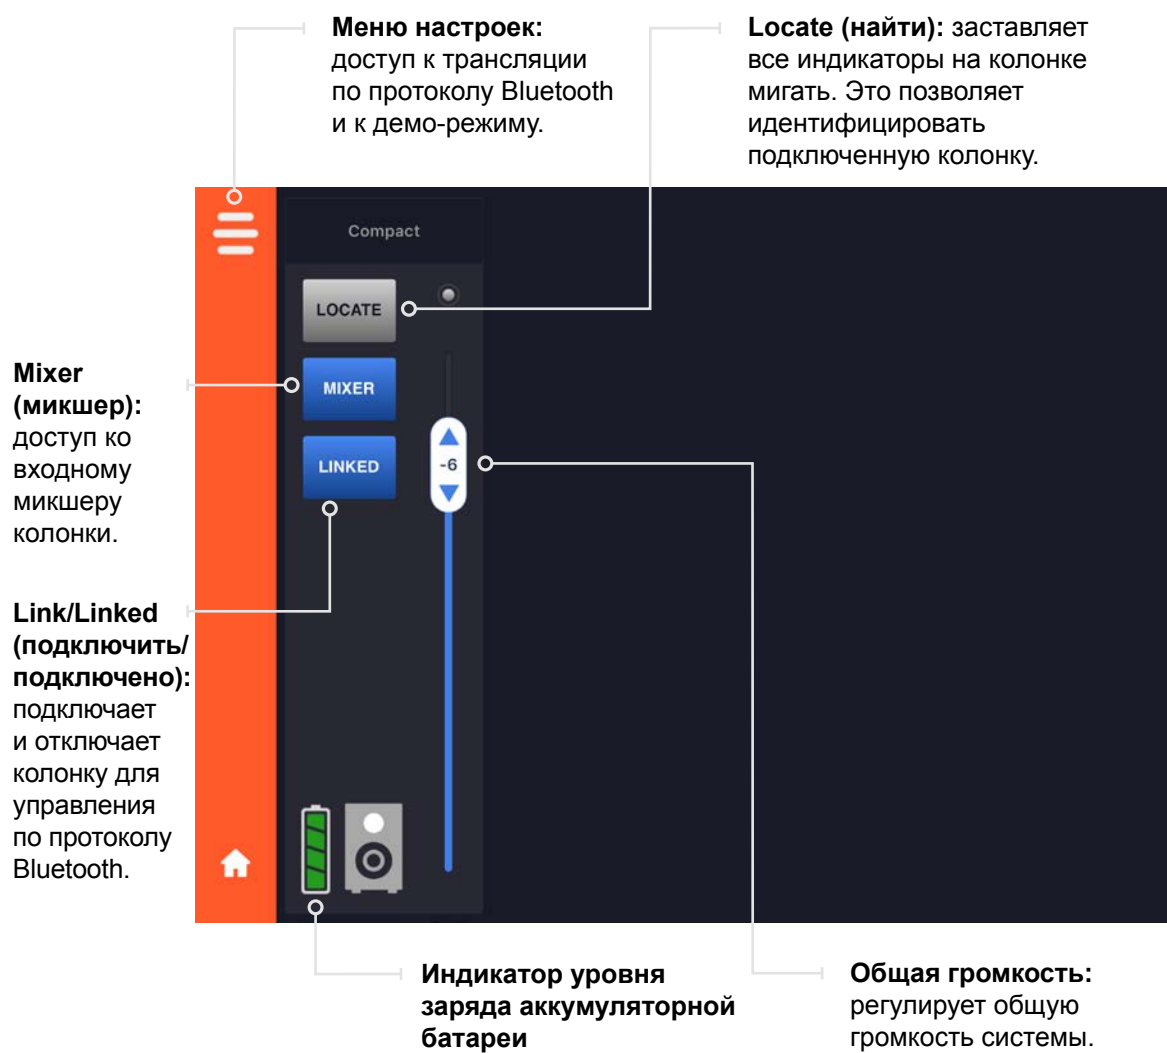 Меню настроек:
доступ к трансляции
по протоколу Bluetooth
и к демо-режиму.
Locate (найти): заставляет
все индикаторы на колонке
мигать. Это позволяет
идентифицировать
подключенную колонку.
Compact
LOCATE
MIXER
LINKED
-6
Mixer
(микшер):
доступ ко
входному
микшеру
колонки.
Link/Linked
(подключить/
подключено):
подключает
и отключает
колонку для
управления
по протоколу
Bluetooth.
Индикатор уровня
заряда аккумуляторной
батареи
Общая громкость:
регулирует общую
громкость системы.